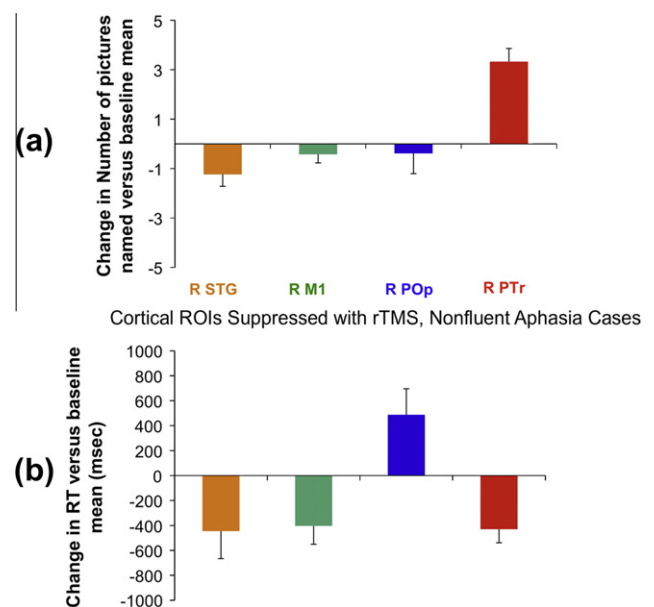 (a)
Change in Number of pictures
named versus baseline mean
5
3
1
-1
-3
-5
R STG R M1 R POp R PTr
Cortical ROIs Suppressed with rTMS, Nonfluent Aphasia Cases
(b)
Change in RT versus baseline
mean (msec)
1000
800
600
400
200
0
-200
-400
-600
-800
-1000